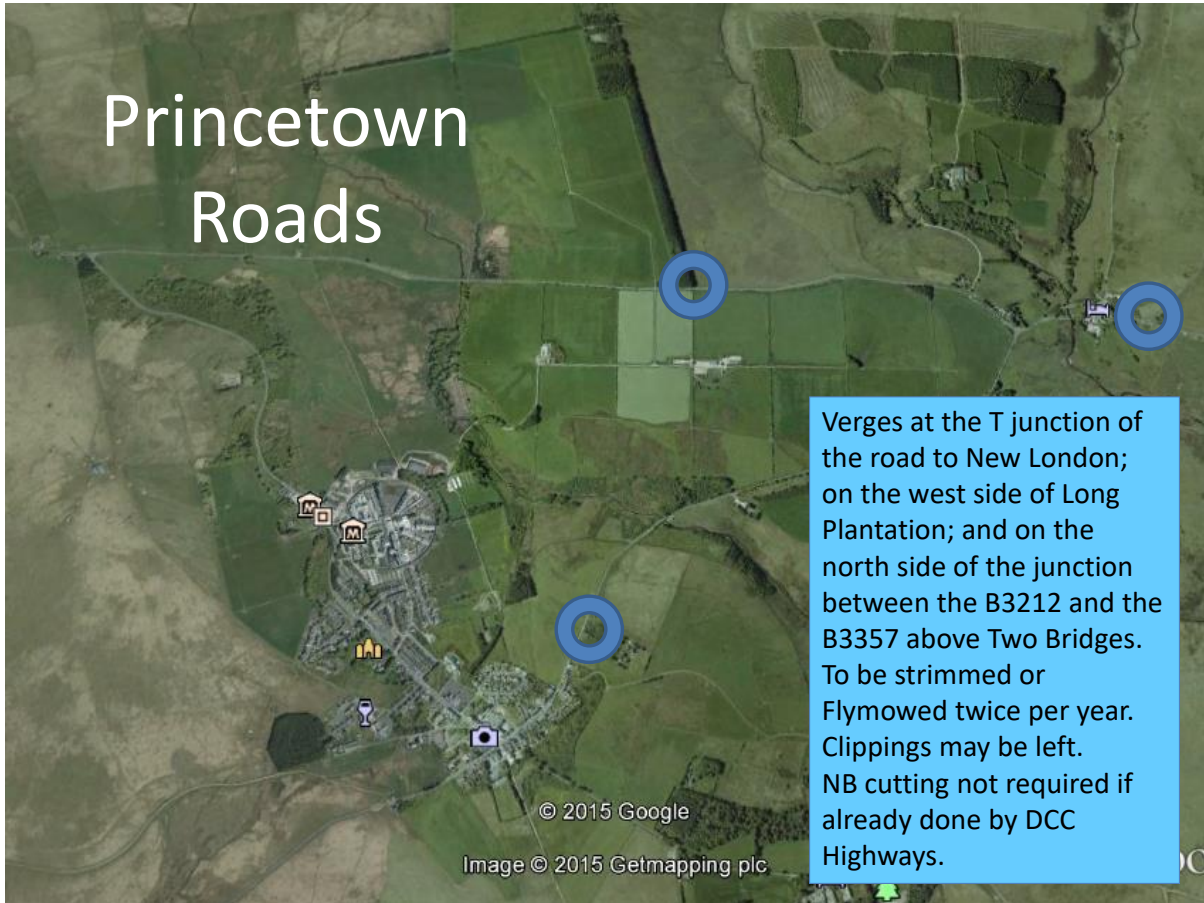 Princetown
Roads
Verges at the T junction of
the road to New London;
on the west side of Long
Plantation; and on the
north side of the junction
between the B3212 and the
B3357 above Two Bridges.
To be strimmed or
Flymowed twice per year.
Clippings may be left.
NB cutting not required if
already done by DCC
Highways.
© 2015 Google
Image © 2015 Getmapping plc